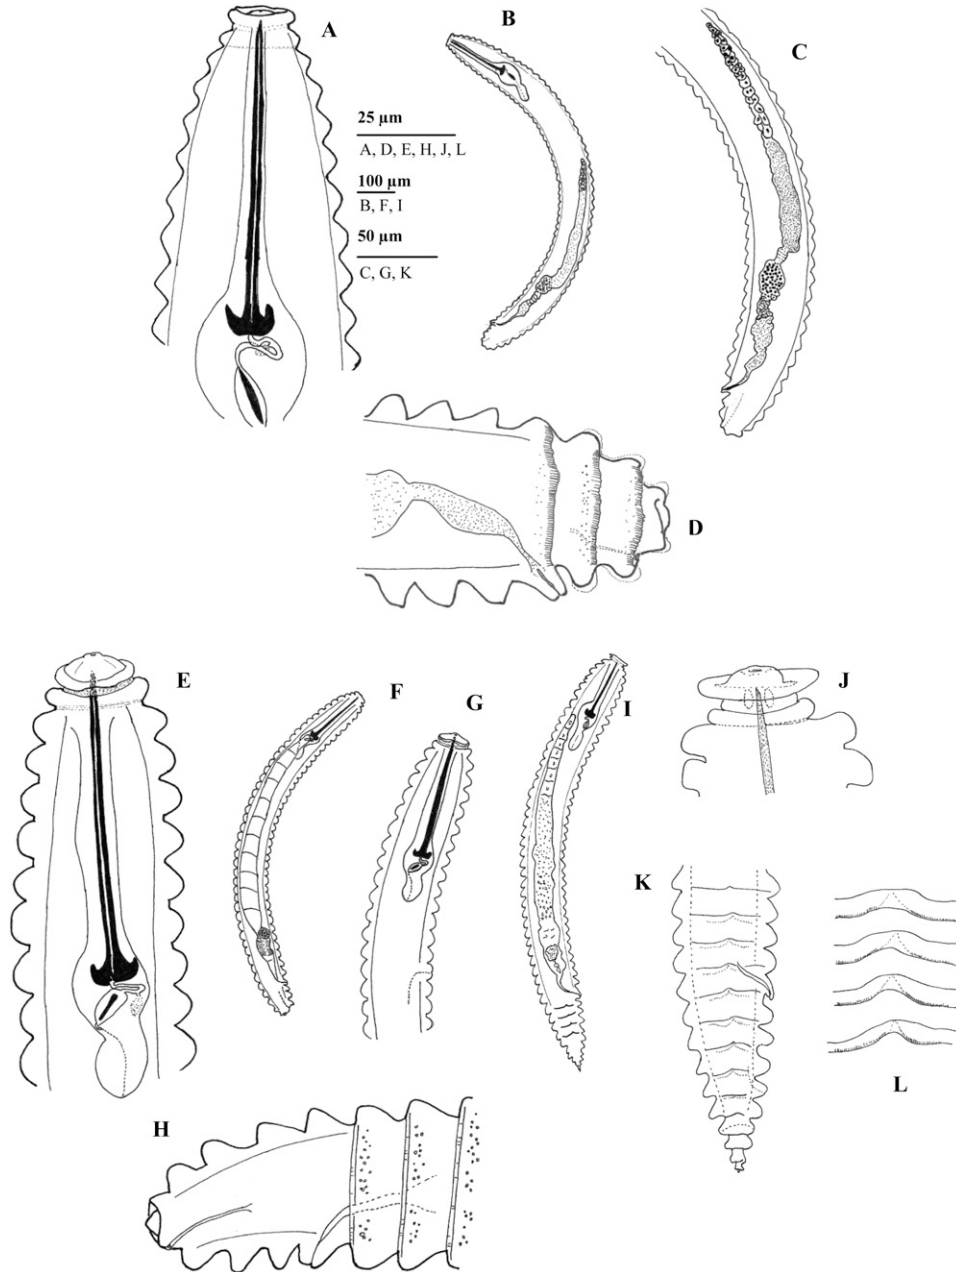 A
B
C
25 µm
A, D, E, H, J, L
100 µm
B, F, I
50 µm
C, G, K
D
E
F
G
I
J
K
L
H